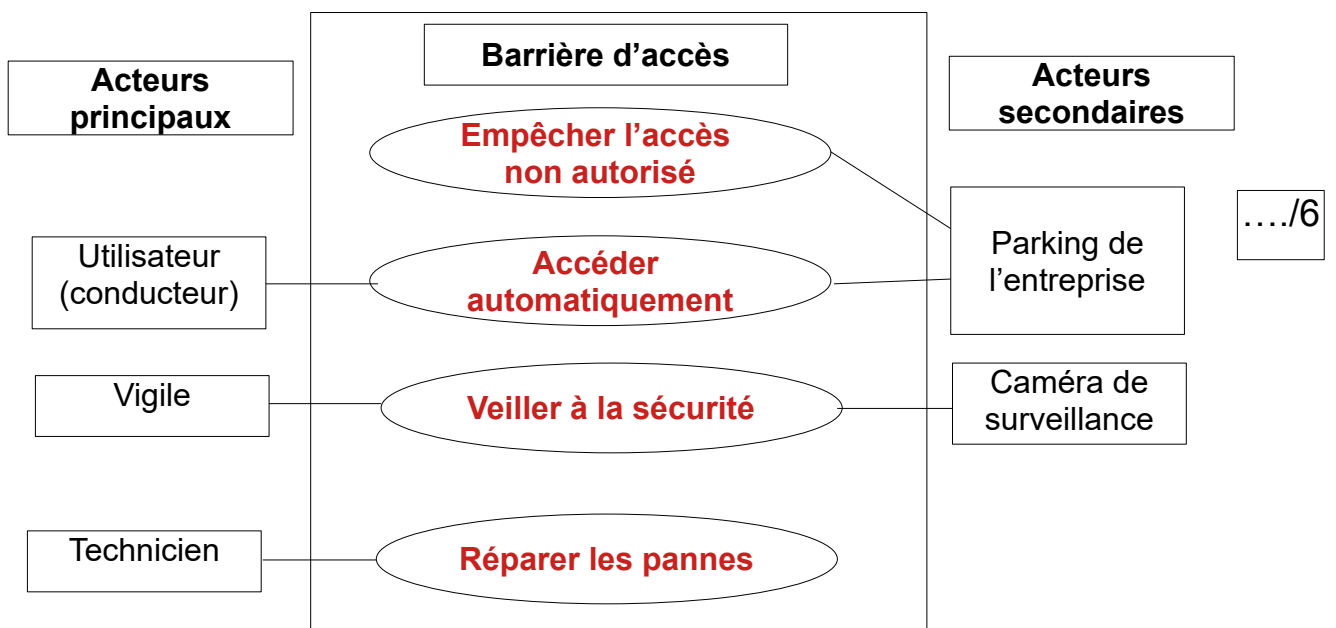 Barrière d’accès
Acteurs
principaux
Acteurs
secondaires
Empêcher l’accès
non autorisé
…./6
Utilisateur
(conducteur)
Accéder
automatiquement
Parking de
l’entreprise
Vigile
Veiller à la sécurité
Caméra de
surveillance
Technicien
Réparer les pannes